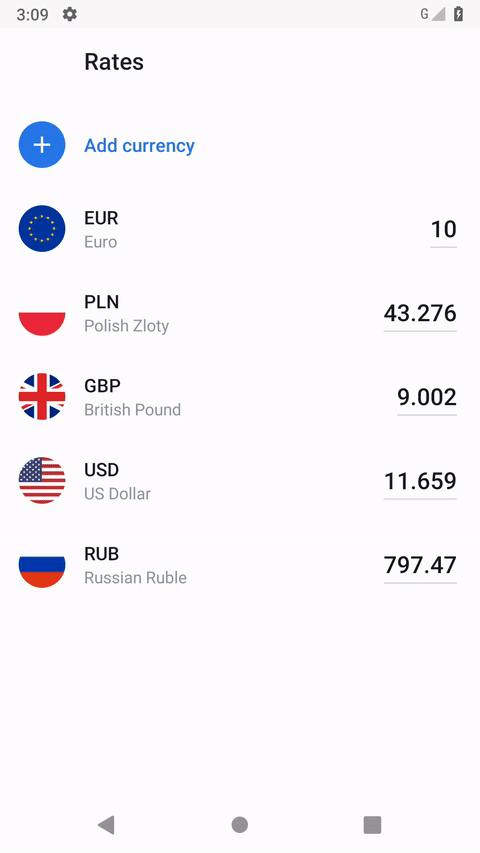 3:09
G
Rates
Add currency
EUR
Euro
10
PLN
Polish Zloty
43.276
GBP
British Pound
9.002
USD
US Dollar
11.659
RUB
Russian Ruble
797.47